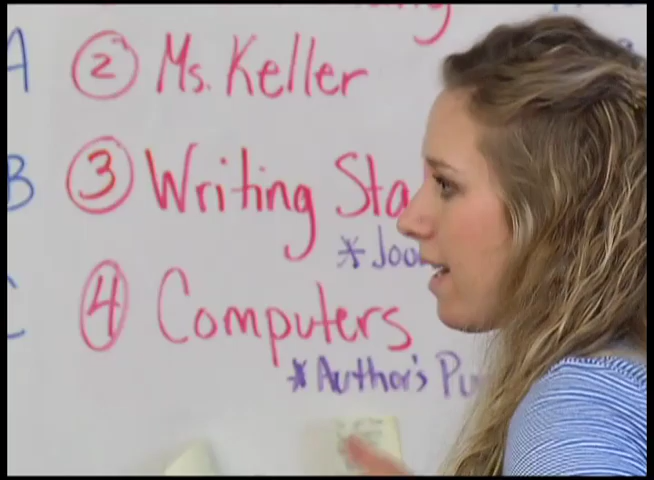 A ② Ms. Keller
B ③ Writing Sta
* Joo
④ Computers
* Author's Pu